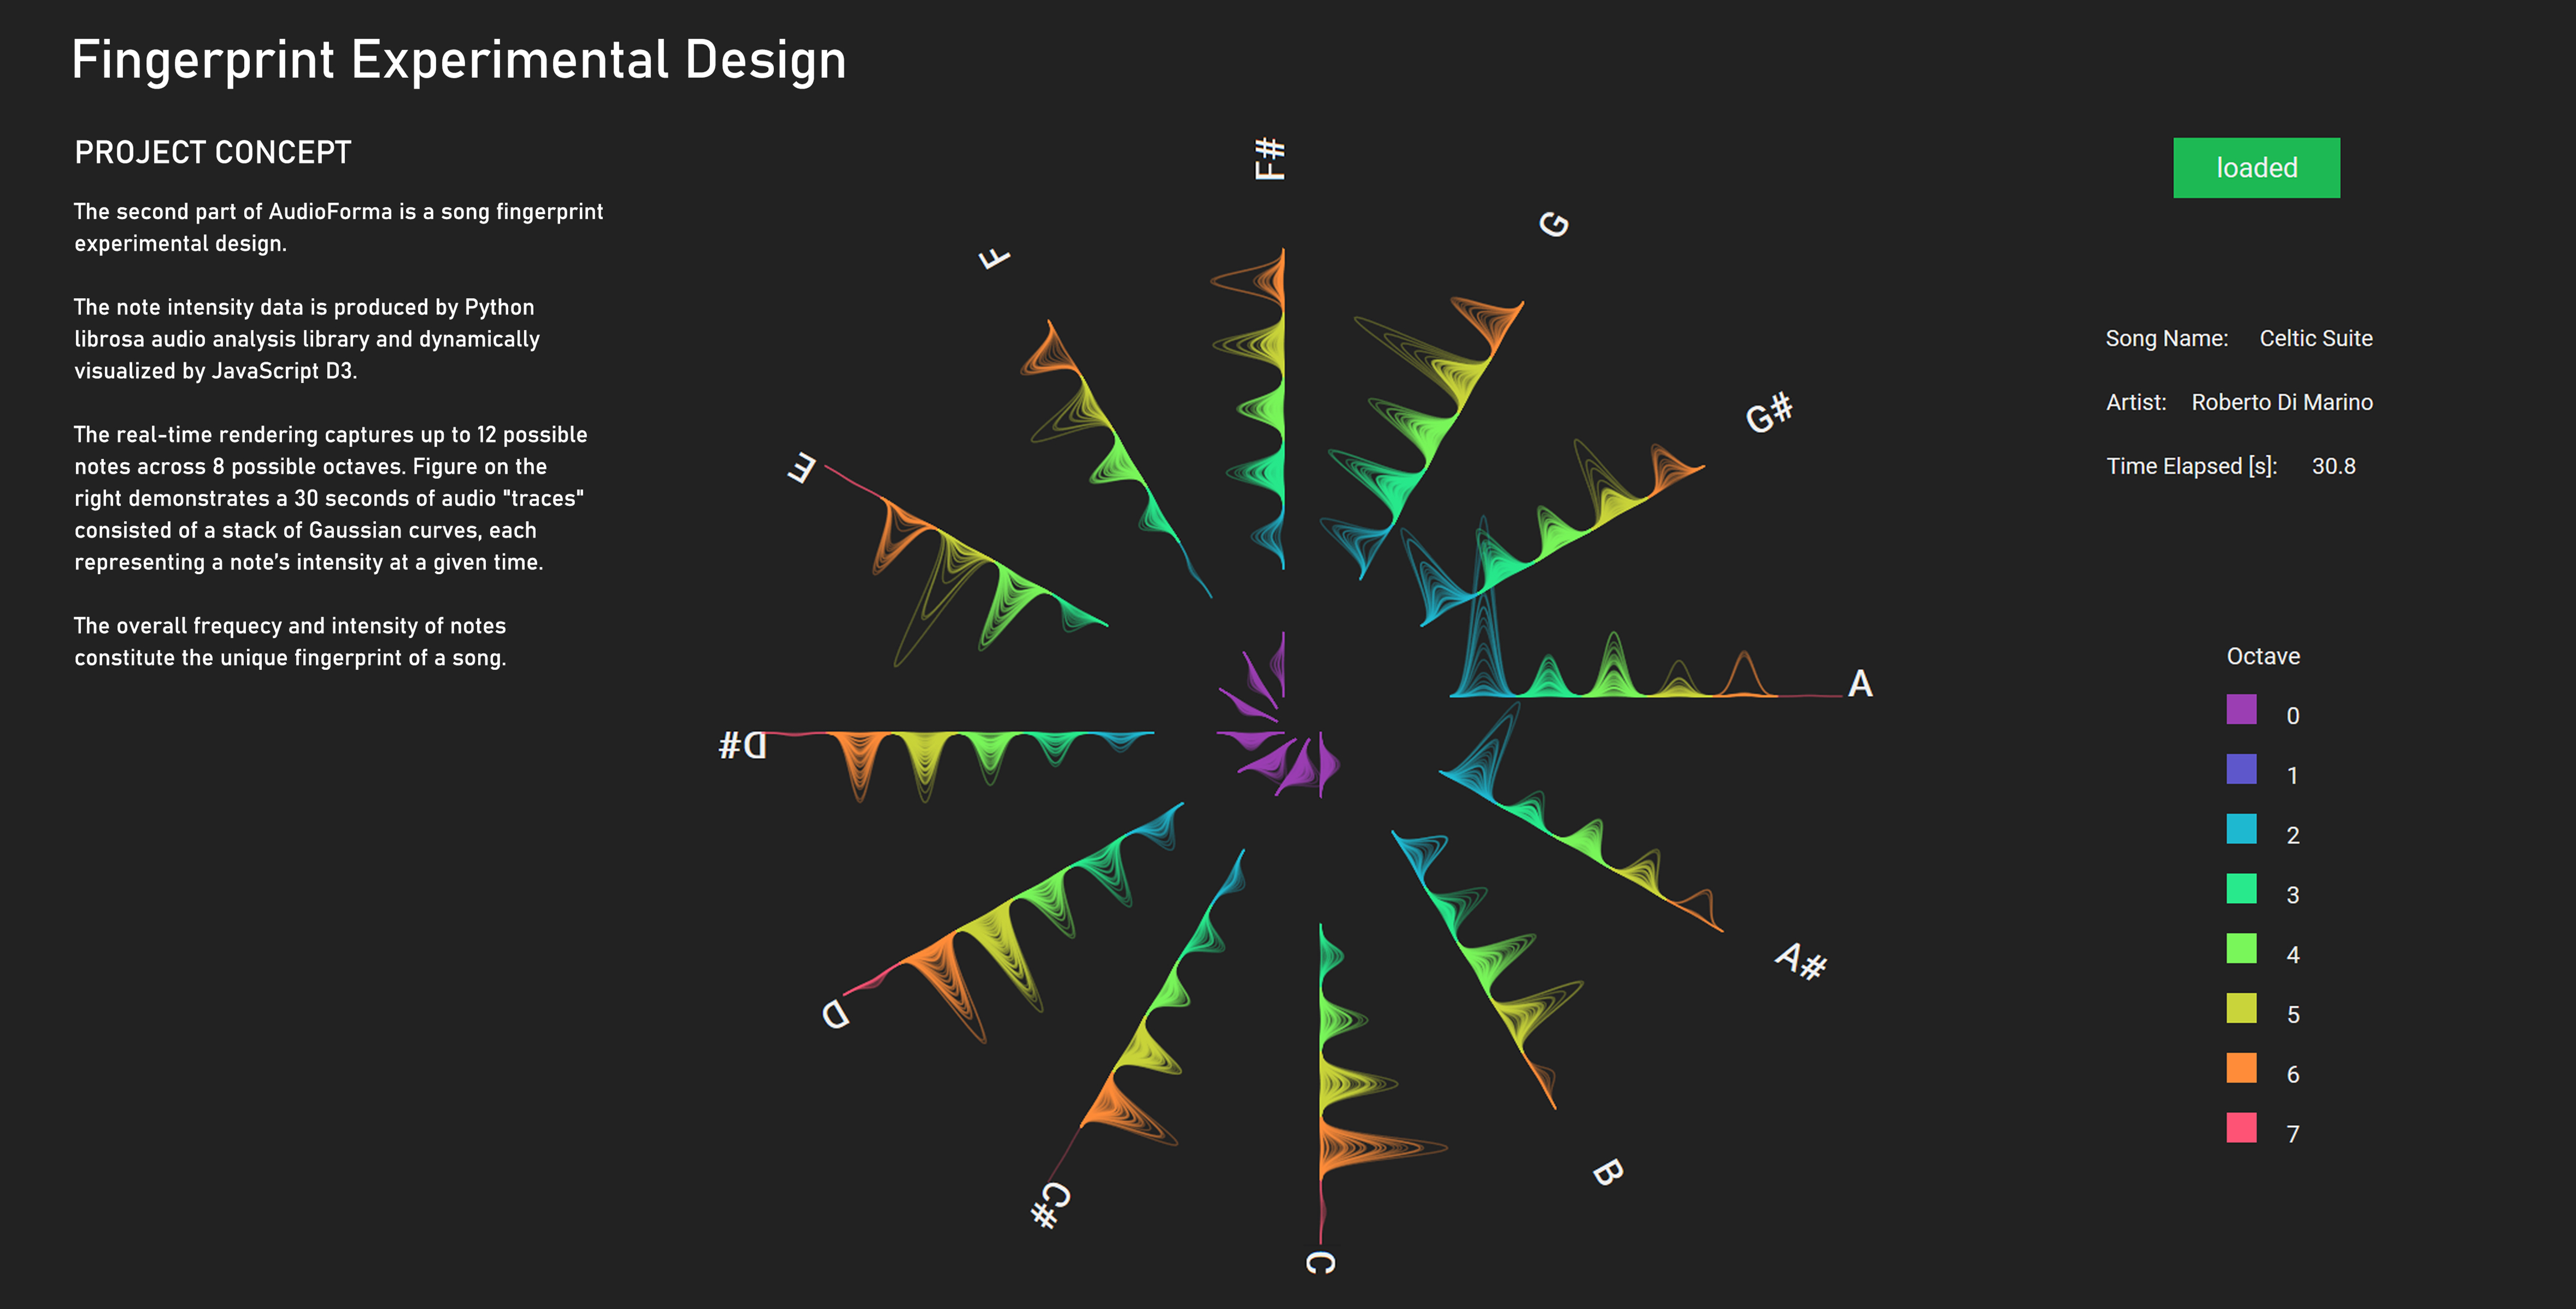 Fingerprint Experimental Design
PROJECT CONCEPT
The second part of AudioForma is a song fingerprint
experimental design.
The note intensity data is produced by Python
librosa audio analysis library and dynamically
visualized by JavaScript D3.
The real-time rendering captures up to 12 possible
notes across 8 possible octaves. Figure on the
right demonstrates a 30 seconds of audio "traces"
consisted of a stack of Gaussian curves, each
representing a note's intensity at a given time.
The overall frequecy and intensity of notes
constitute the unique fingerprint of a song.
F#
G
G#
A
A#
B
C
C#
D
D#
E
F
loaded
Song Name: Celtic Suite
Artist: Roberto Di Marino
Time Elapsed [s]: 30.8
Octave
0
1
2
3
4
5
6
7